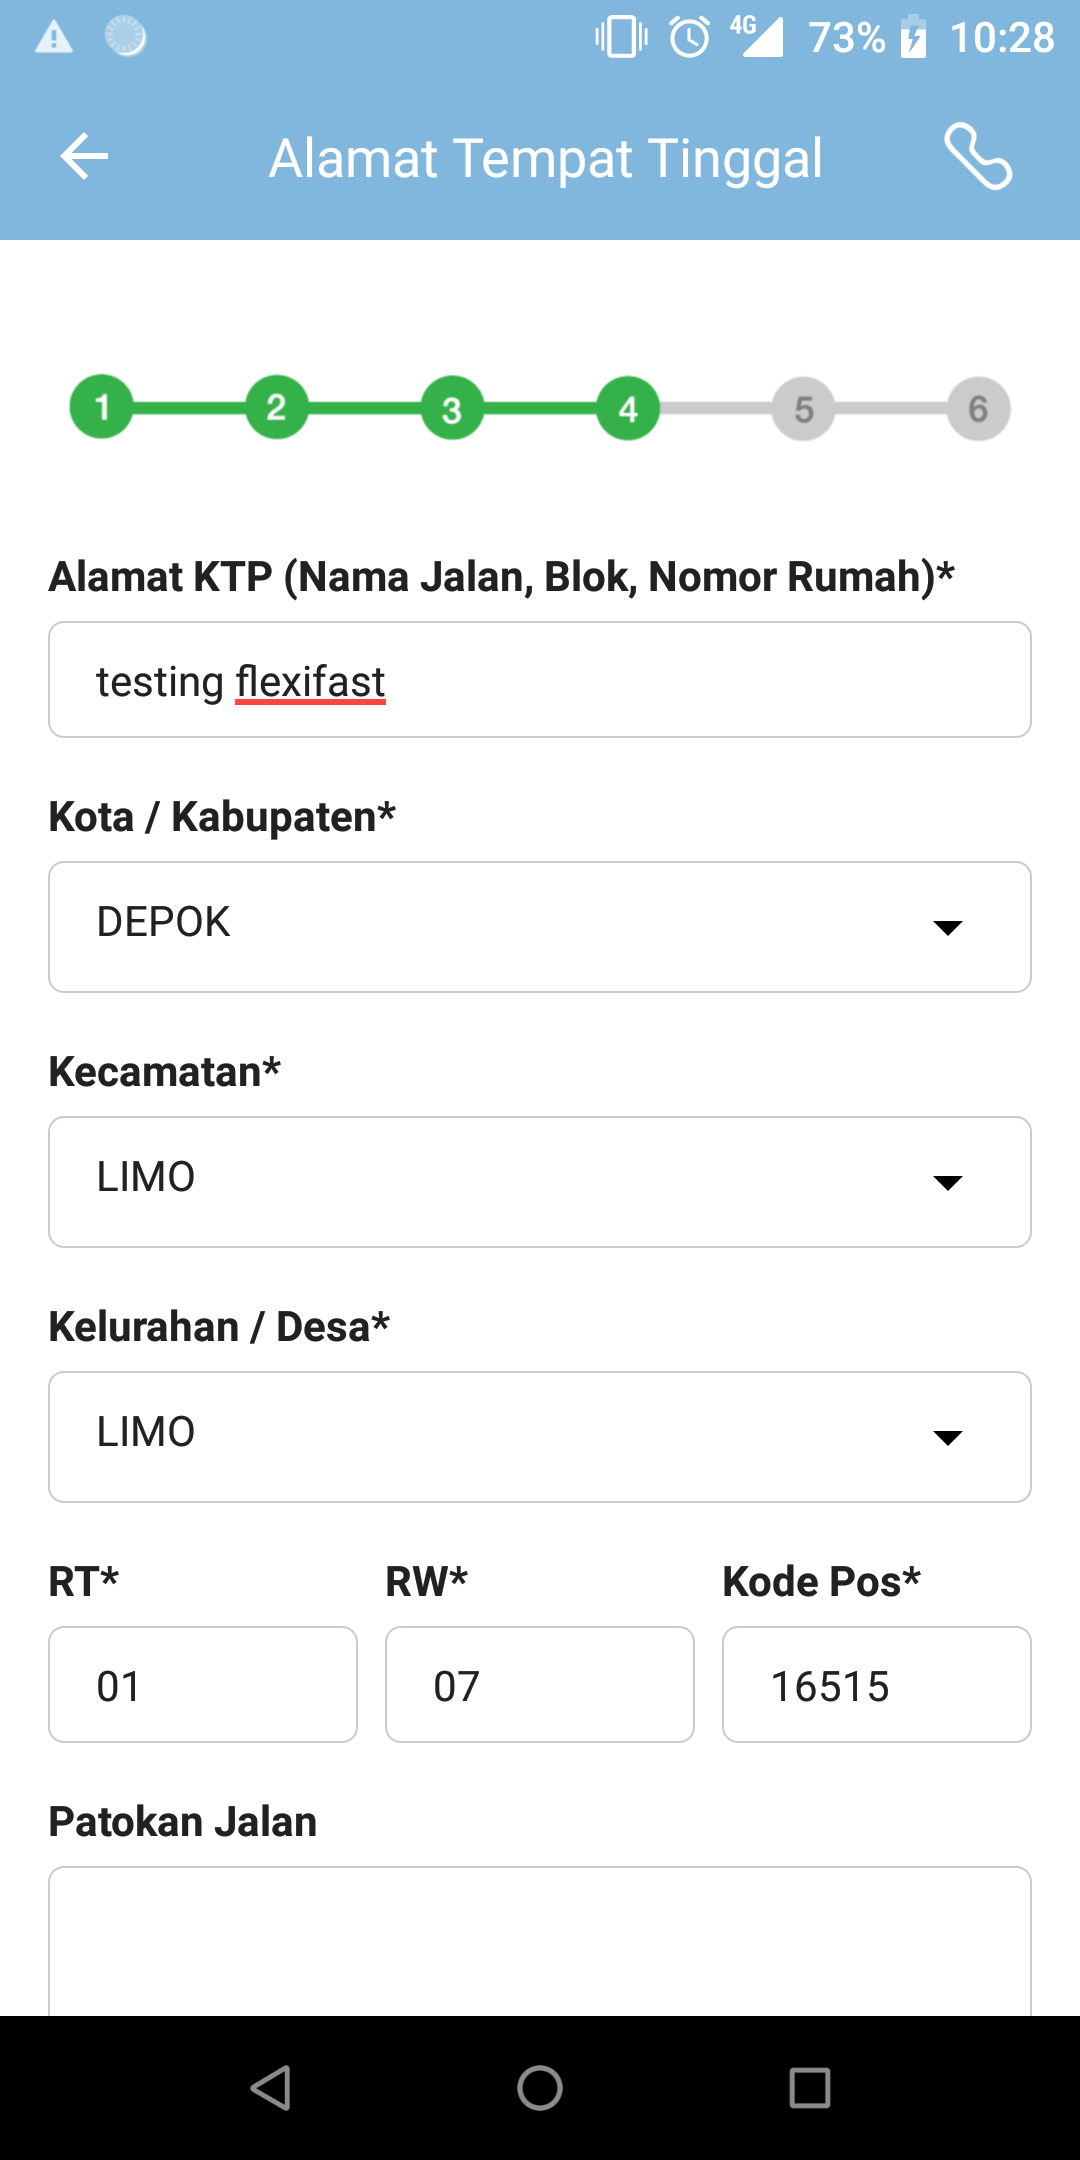 4G 73% 10:28
Alamat Tempat Tinggal
1 2 3 4 5 6
Alamat KTP (Nama Jalan, Blok, Nomor Rumah)*
testing flexifast
Kota / Kabupaten*
DEPOK
Kecamatan*
LIMO
Kelurahan / Desa*
LIMO
RT* RW* Kode Pos*
01 07 16515
Patokan Jalan